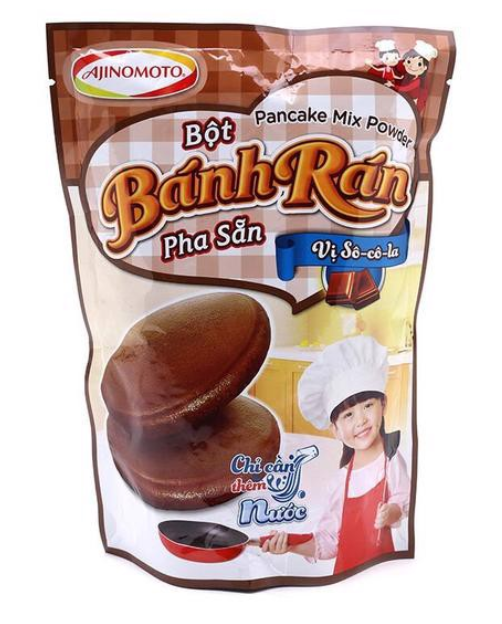 AJINOMOTO®
Pancake Mix Powder
Bột
Bánh Rán
Pha Sẵn
Vị Sô-cô-la
Chỉ cần
thêm
Nước